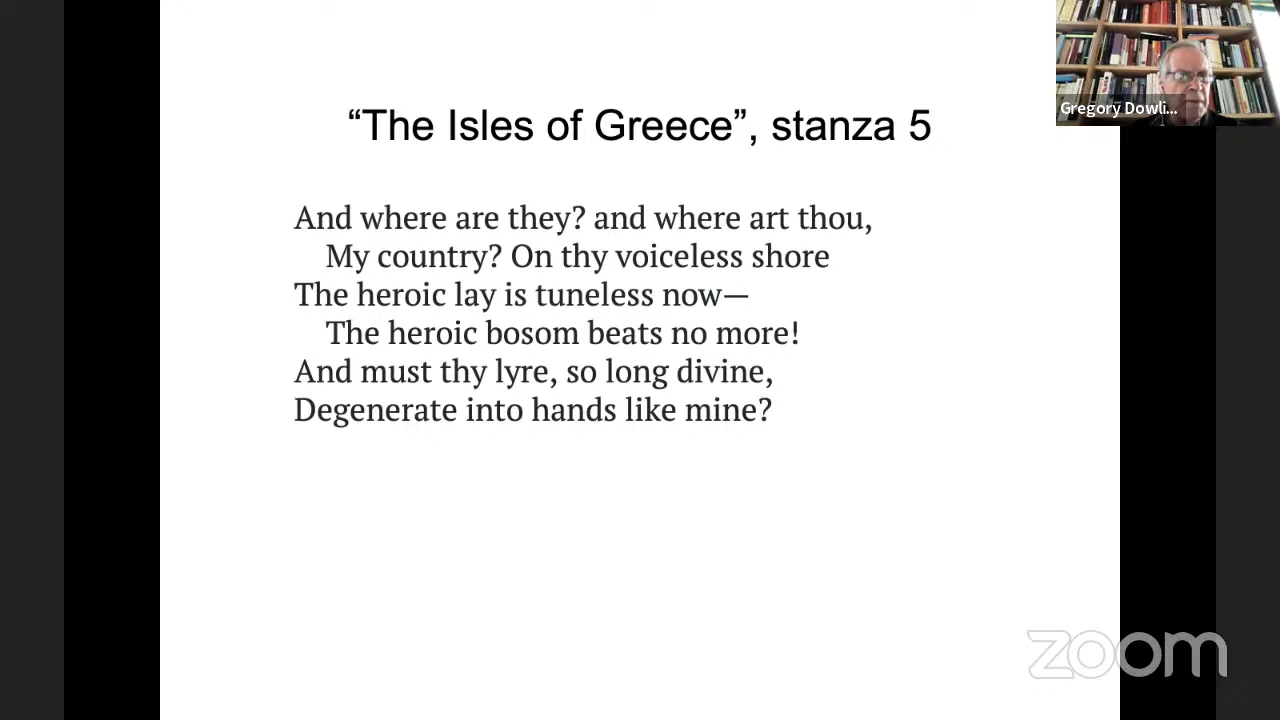 “The Isles of Greece”, stanza 5
Gregory Dowli...
And where are they? and where art thou,
My country? On thy voiceless shore
The heroic lay is tuneless now—
The heroic bosom beats no more!
And must thy lyre, so long divine,
Degenerate into hands like mine?
zoom